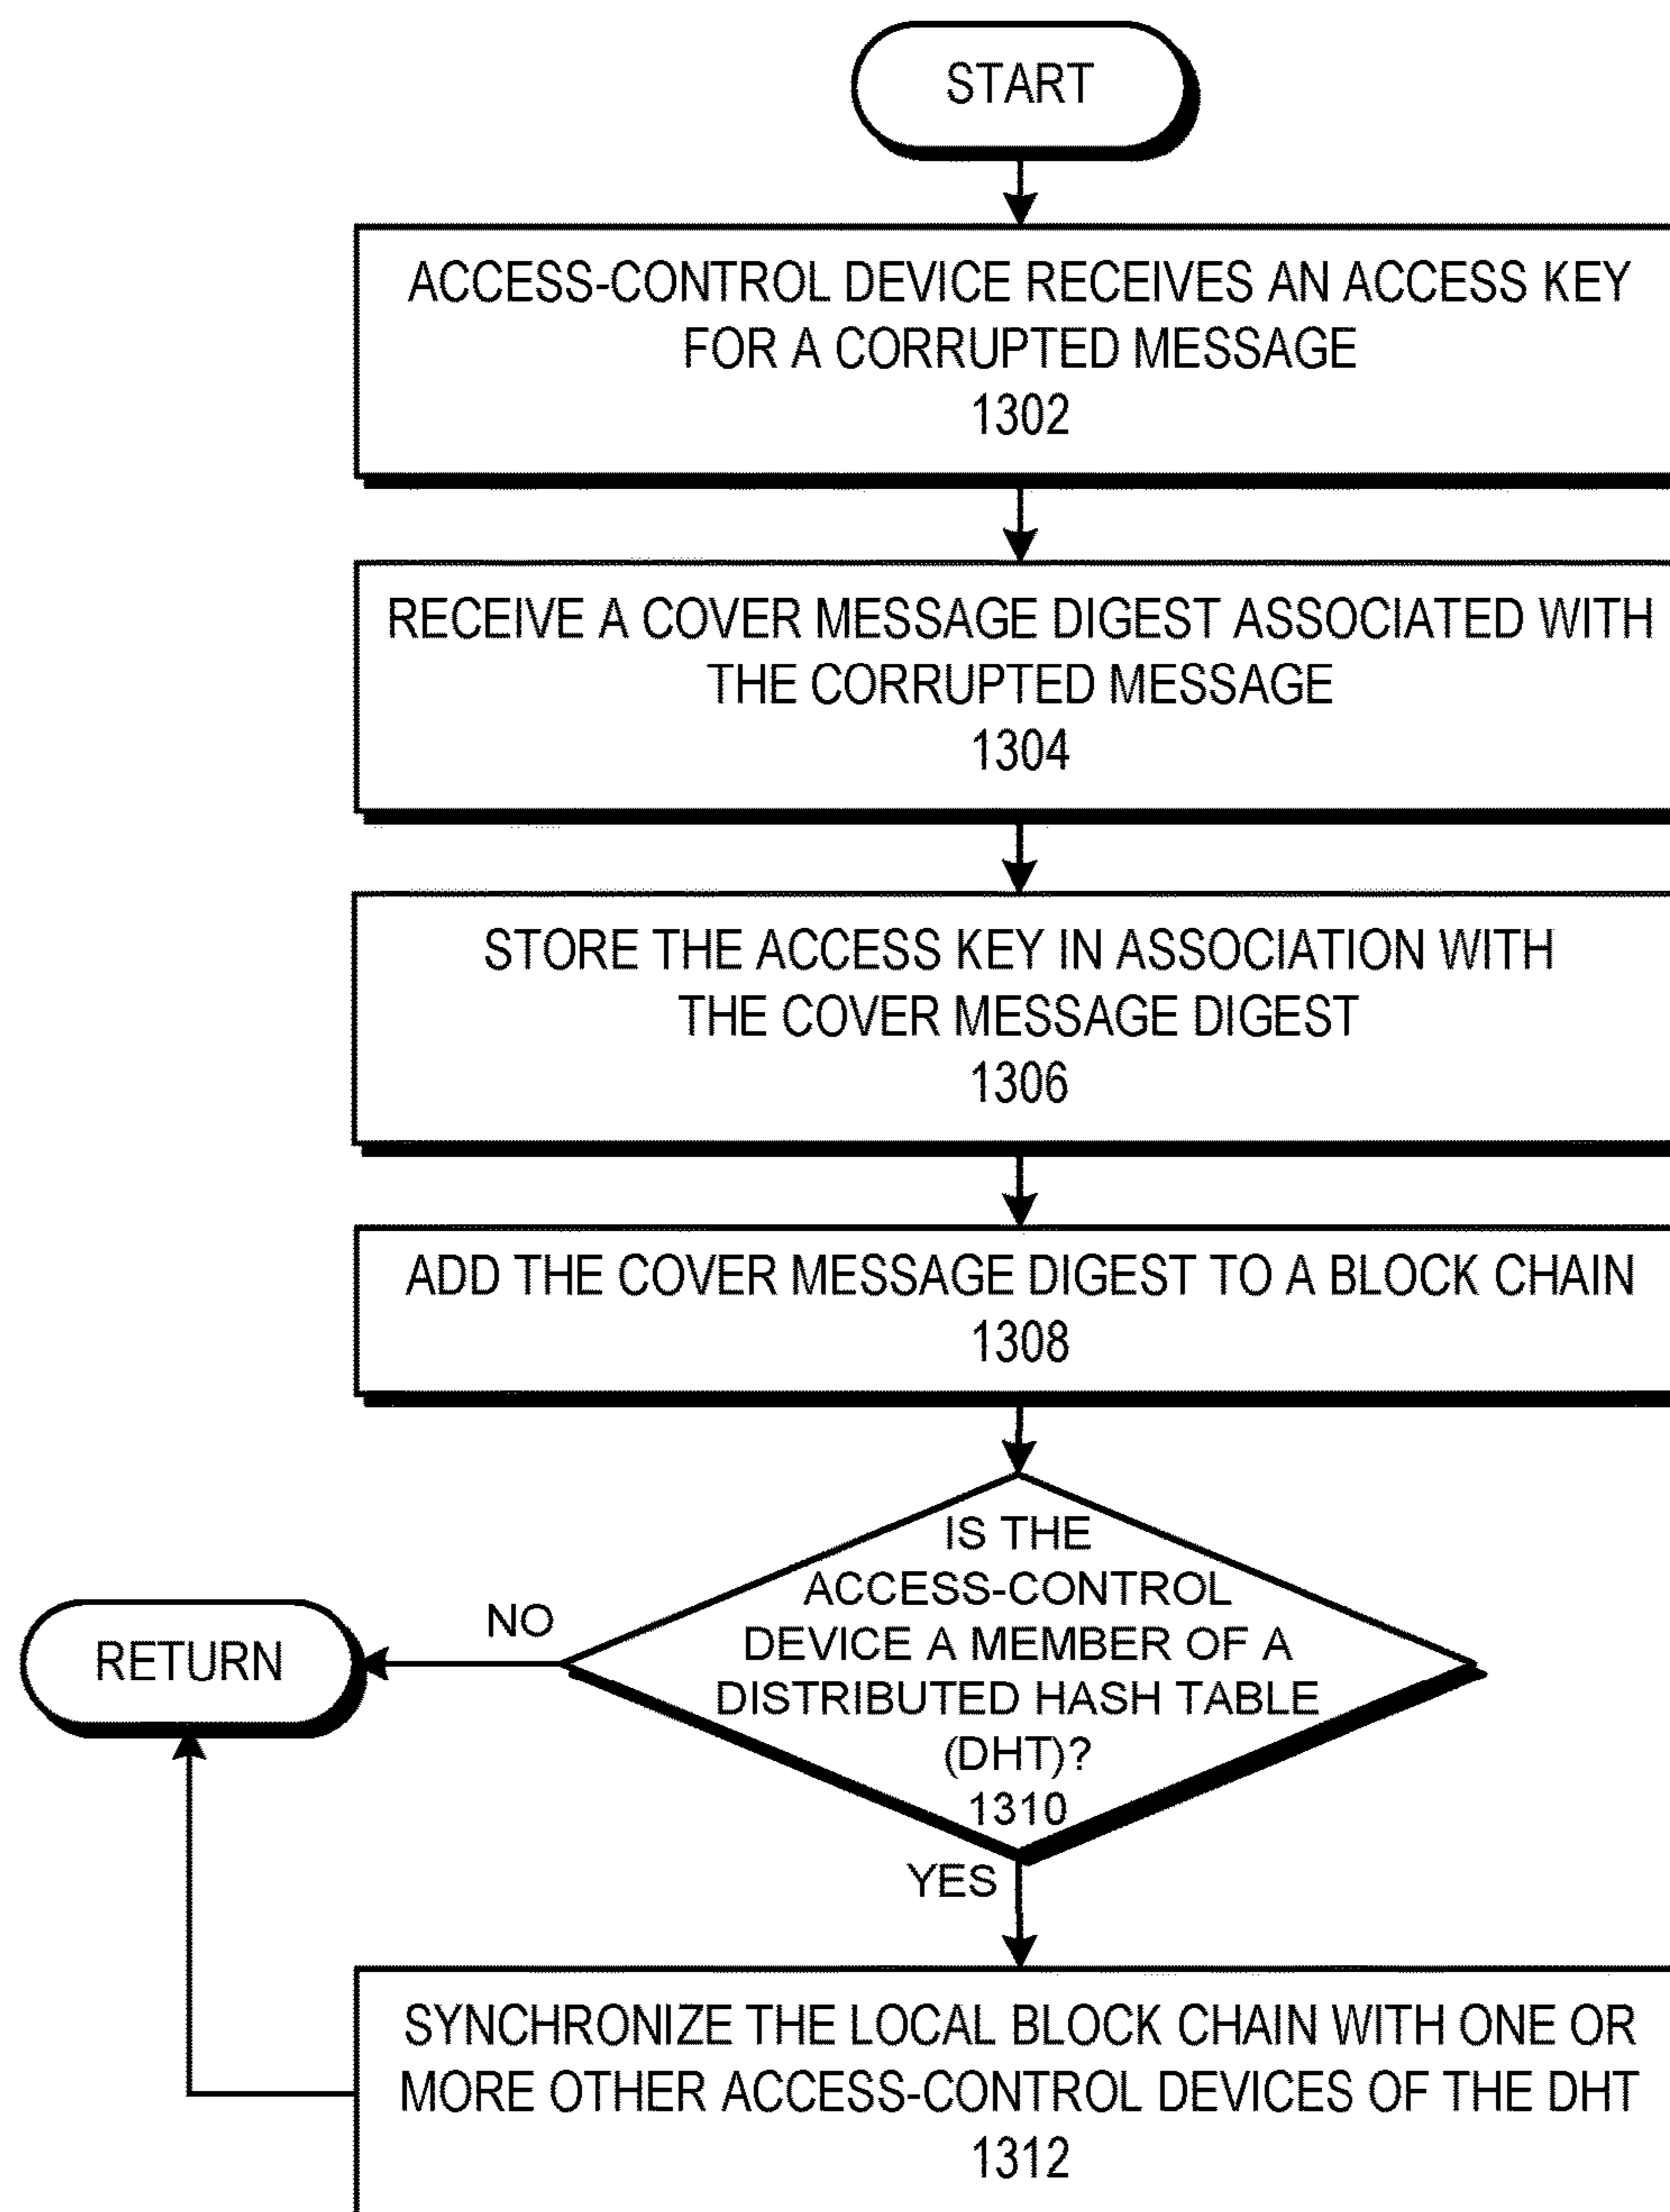 START
ACCESS-CONTROL DEVICE RECEIVES AN ACCESS KEY
FOR A CORRUPTED MESSAGE
1302
RECEIVE A COVER MESSAGE DIGEST ASSOCIATED WITH
THE CORRUPTED MESSAGE
1304
STORE THE ACCESS KEY IN ASSOCIATION WITH
THE COVER MESSAGE DIGEST
1306
ADD THE COVER MESSAGE DIGEST TO A BLOCK CHAIN
1308
IS THE
ACCESS-CONTROL
DEVICE A MEMBER OF A
DISTRIBUTED HASH TABLE
(DHT)?
1310
NO
RETURN
YES
SYNCHRONIZE THE LOCAL BLOCK CHAIN WITH ONE OR
MORE OTHER ACCESS-CONTROL DEVICES OF THE DHT
1312